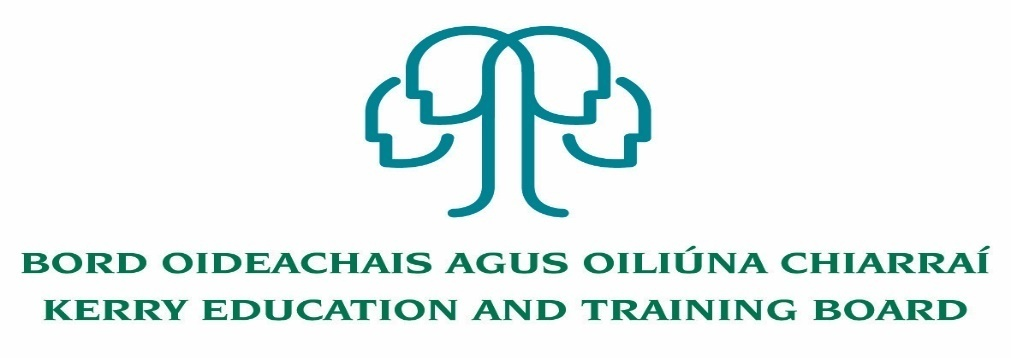 BORD OIDEACHAIS AGUS OILIÚNA CHIARRAÍ
KERRY EDUCATION AND TRAINING BOARD